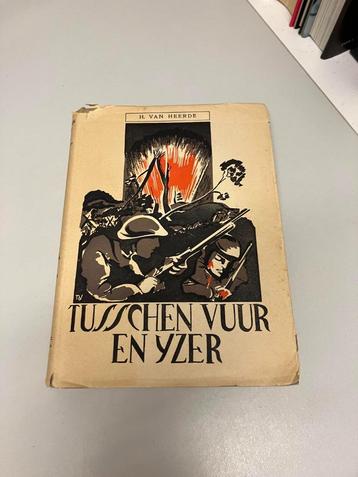 H. VAN HEERDE
TUSSCHEN VUUR
EN YZER